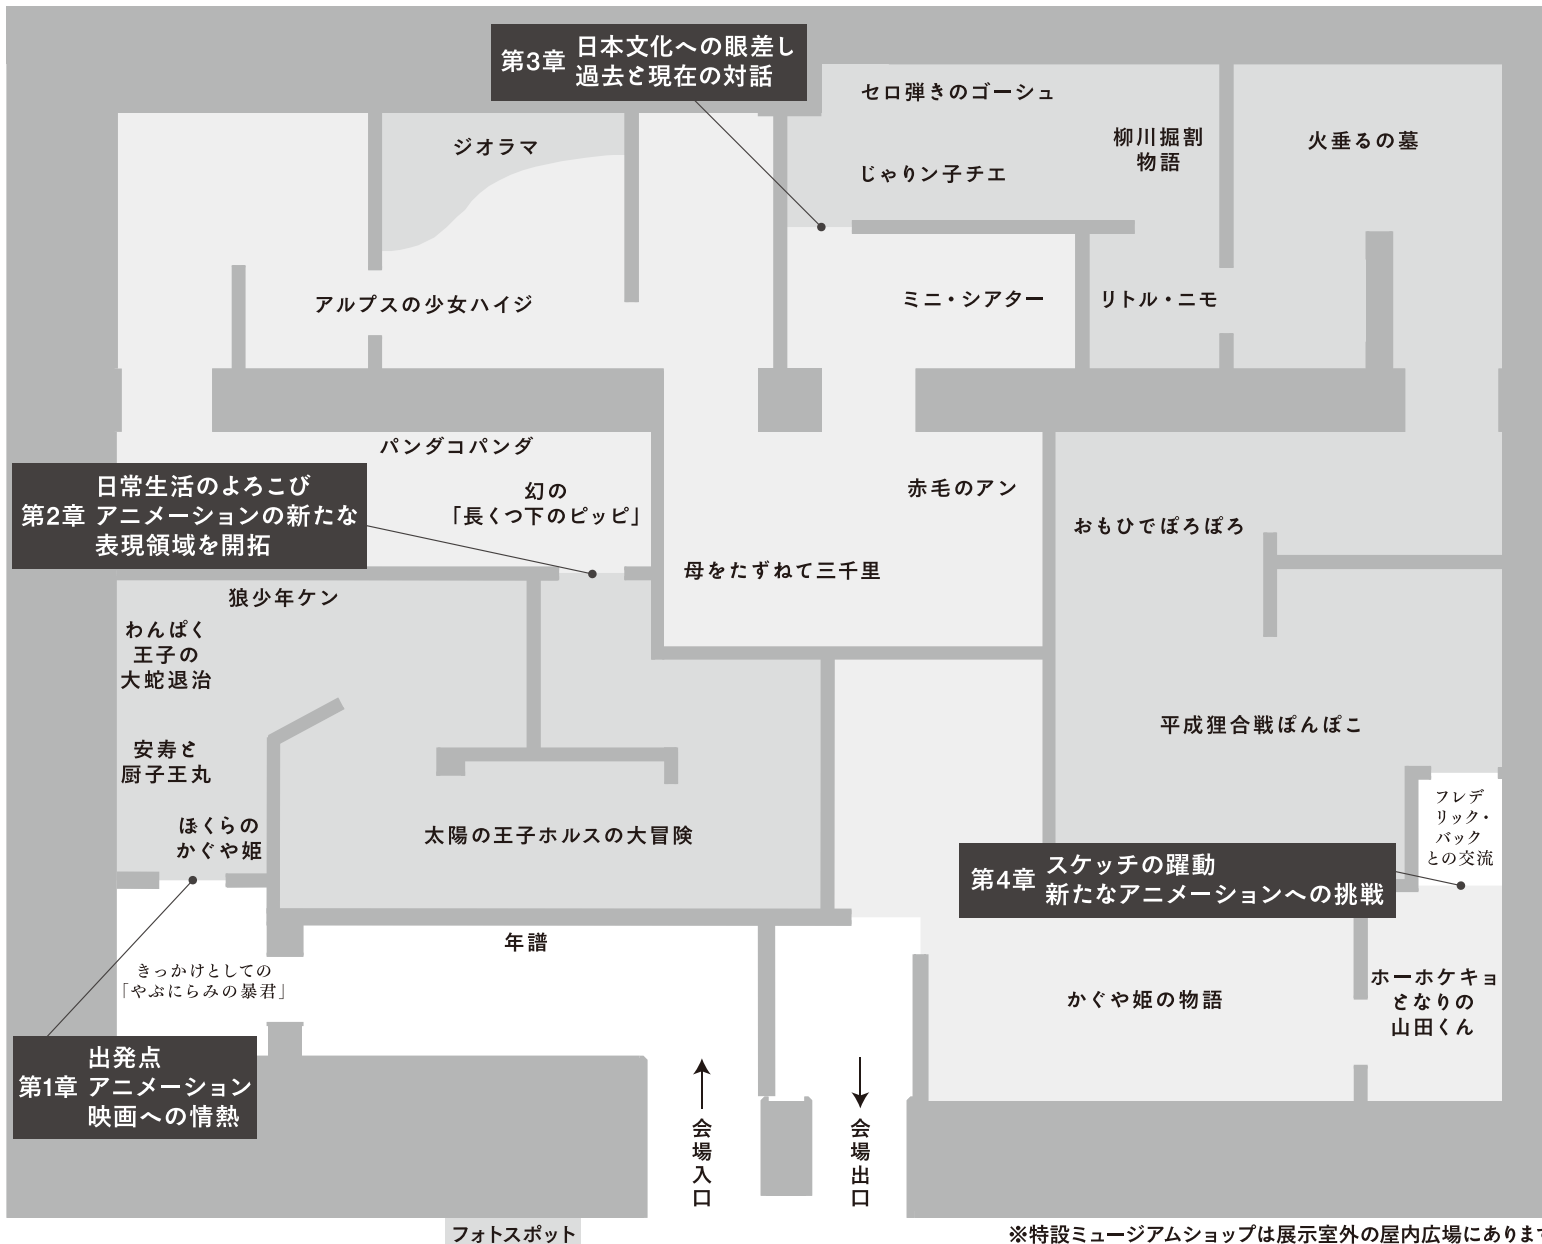 第3章
日本文化への眼差し
過去と現在の対話
セロ弾きのゴーシュ
ジオラマ
柳川掘割
物語
火垂るの墓
じゃりン子チエ
アルプスの少女ハイジ
ミニ・シアター
リトル・ニモ
パンダコパンダ
第2章
日常生活のよろこび
アニメーションの新たな
表現領域を開拓
幻の
「長くつ下のピッピ」
赤毛のアン
おもひでぽろぽろ
母をたずねて三千里
狼少年ケン
わんぱく
王子の
大蛇退治
平成狸合戦ぽんぽこ
安寿と
厨子王丸
ぼくらの
かぐや姫
太陽の王子ホルスの大冒険
フレデ
リック・
バック
との交流
第4章
スケッチの躍動
新たなアニメーションへの挑戦
年譜
きっかけとしての
「やぶにらみの暴君」
かぐや姫の物語
ホーホケキョ
となりの
山田くん
第1章
出発点
アニメーション
映画への情熱
会場入口
会場出口
フォトスポット
※特設ミュージアムショップは展示室外の屋内広場にあります